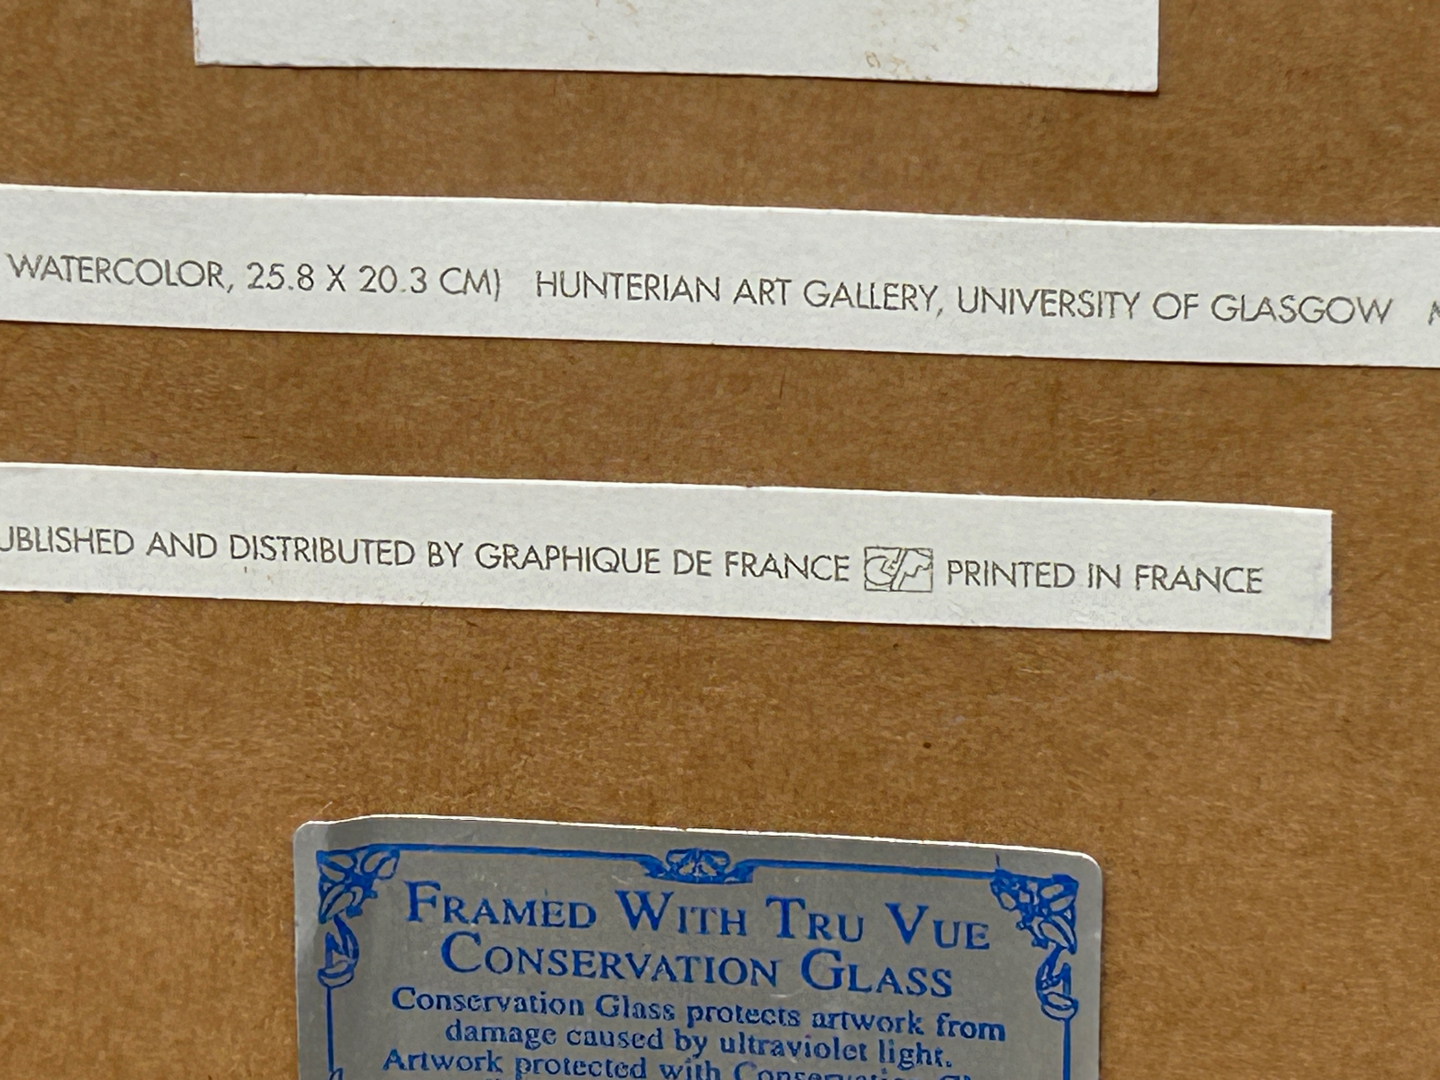 WATERCOLOR, 25.8 X 20.3 CM) HUNTERIAN ART GALLERY, UNIVERSITY OF GLASGOW
UBLISHED AND DISTRIBUTED BY GRAPHIQUE DE FRANCE PRINTED IN FRANCE
FRAMED WITH TRU VUE
CONSERVATION GLASS
Conservation Glass protects artwork from
damage caused by ultraviolet light.
Artwork protected with